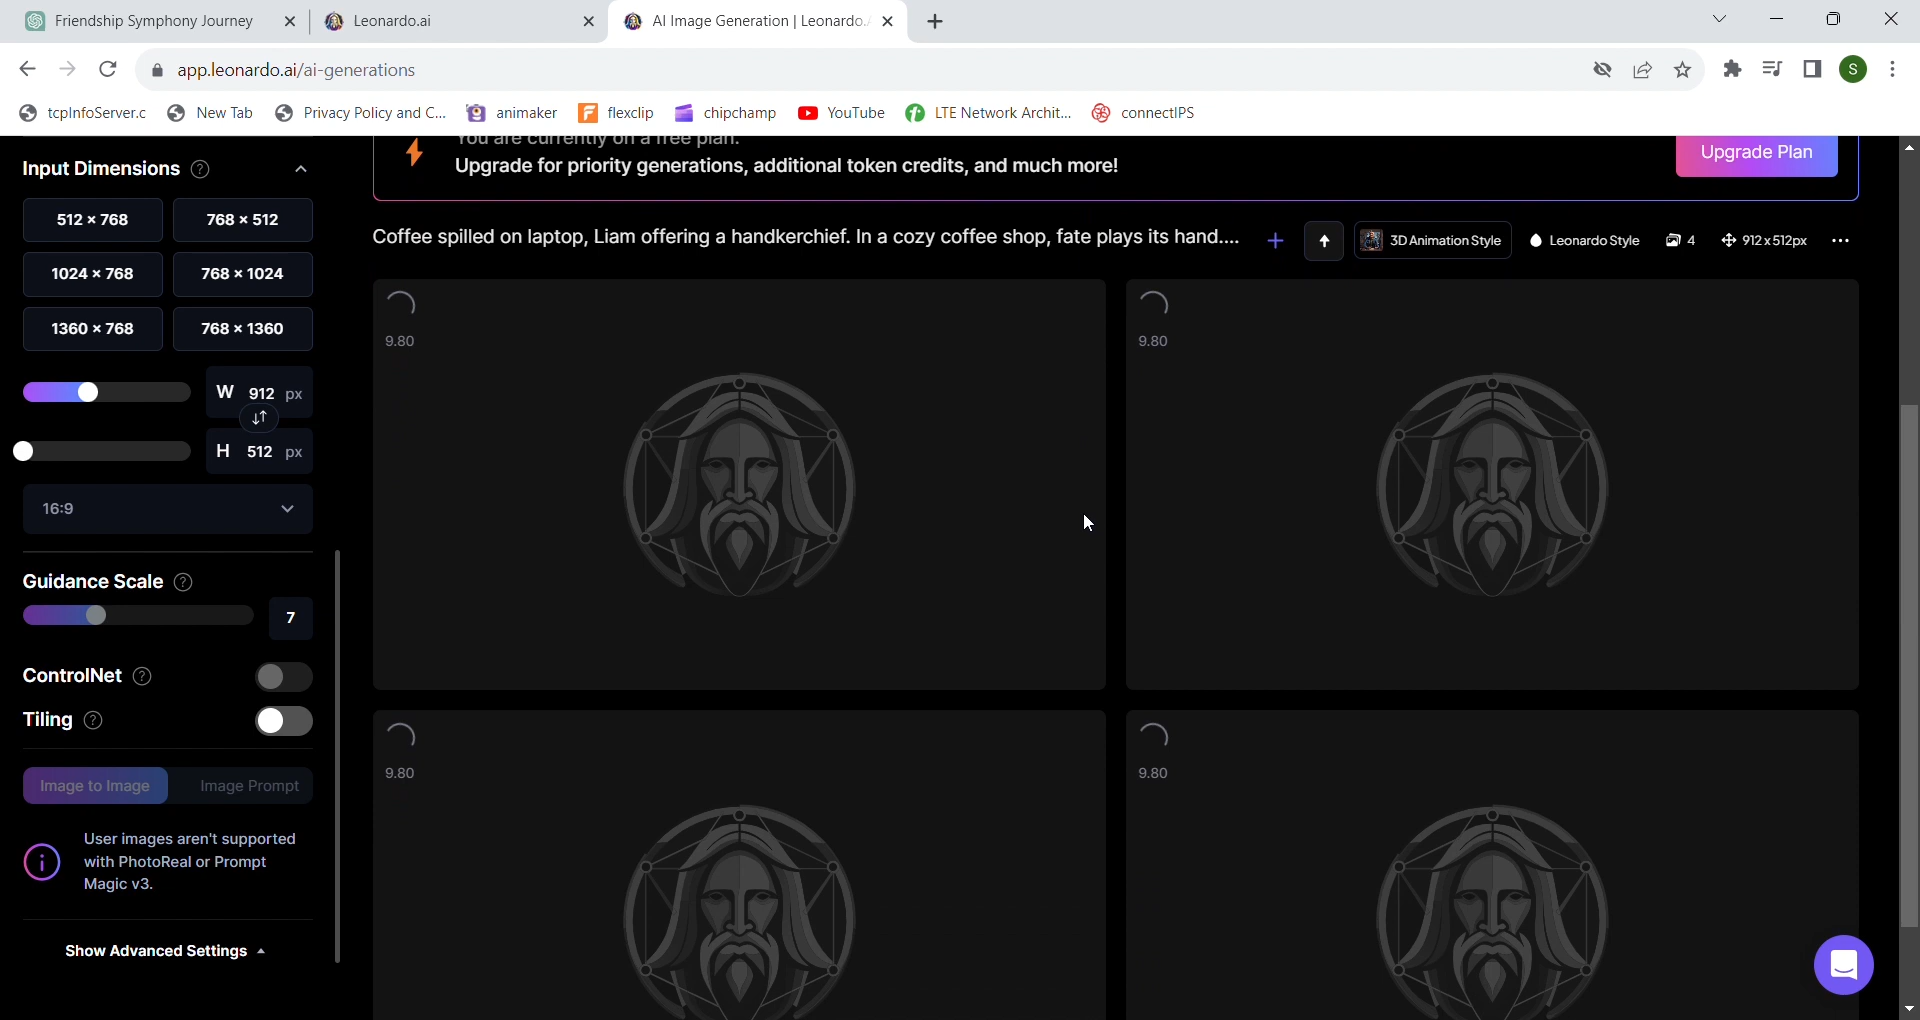 Friendship Symphony Journey
Leonardo.ai
AI Image Generation | Leonardo.A
app.leonardo.ai/ai-generations
S
tcpInfoServer.c
New Tab
Privacy Policy and C...
animaker
flexclip
chipchamp
YouTube
LTE Network Archit...
connectIPS
Input Dimensions ?
512 × 768
768 × 512
1024 × 768
768 × 1024
1360 × 768
768 × 1360
W 912 px
H 512 px
16:9
Guidance Scale ?
7
ControlNet ?
Tiling ?
Image to Image
Image Prompt
User images aren't supported
with PhotoReal or Prompt
Magic v3.
Show Advanced Settings
You are currently on a free plan.
Upgrade for priority generations, additional token credits, and much more!
Upgrade Plan
Coffee spilled on laptop, Liam offering a handkerchief. In a cozy coffee shop, fate plays its hand....
3D Animation Style
Leonardo Style
4
912 x 512px
9.80
9.80
9.80
9.80